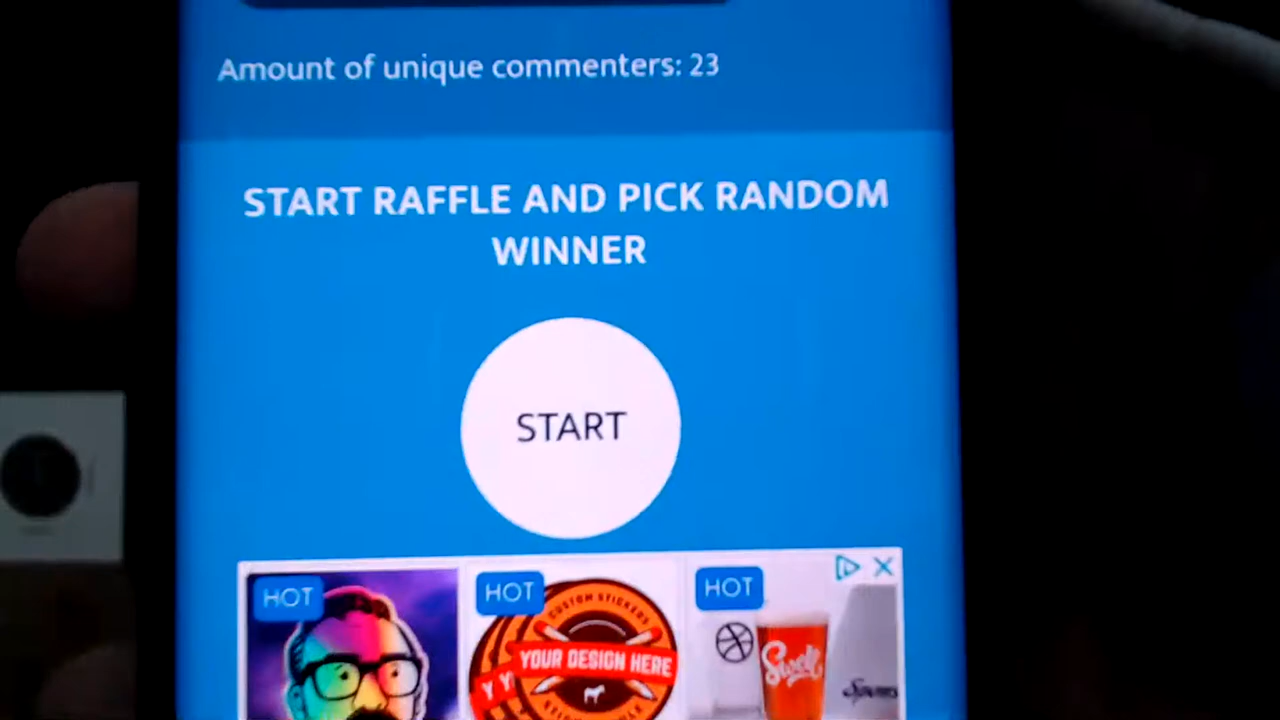 Amount of unique commenters: 23
START RAFFLE AND PICK RANDOM
WINNER
START
HOT
HOT
HOT
CUSTOM STICKERS
YOUR DESIGN HERE
Swell